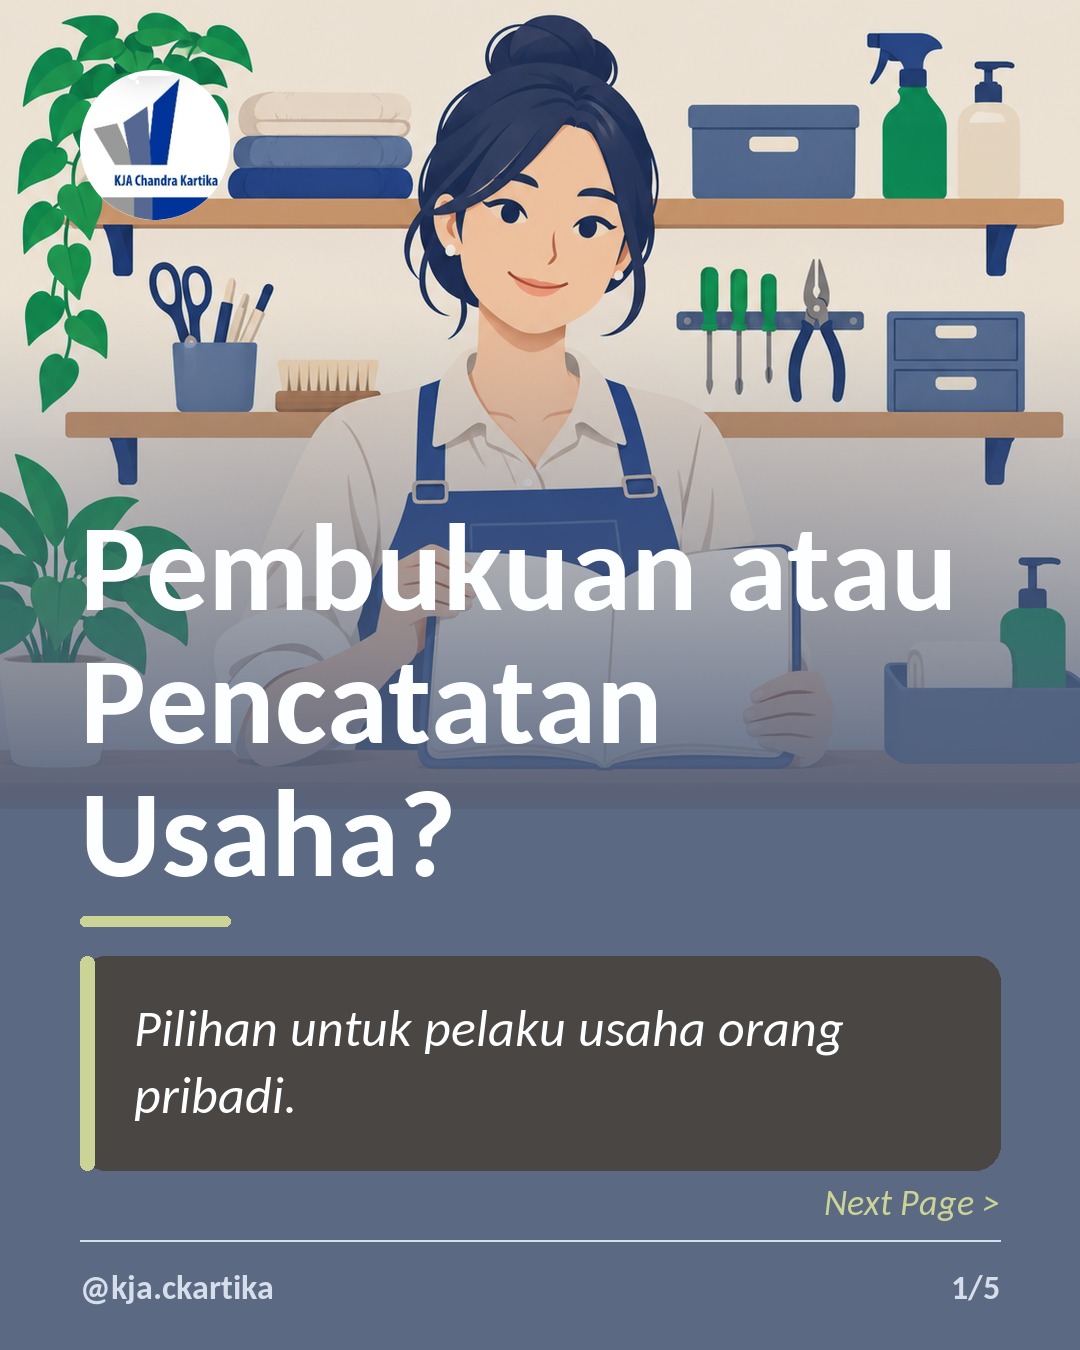 KJA Chandra Kartika
Pembukuan atau
Pencatatan
Usaha?
Pilihan untuk pelaku usaha orang
pribadi.
Next Page >
@kja.ckartika
1/5